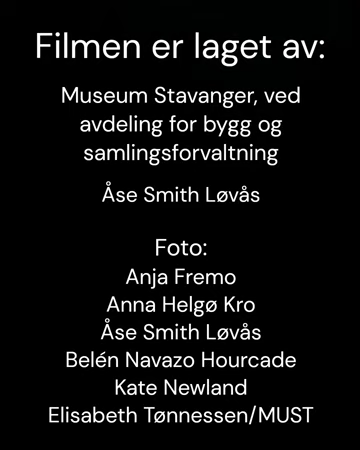 Filmen er laget av:
Museum Stavanger, ved
avdeling for bygg og
samlingsforvaltning
Åse Smith Løvås
Foto:
Anja Fremo
Anna Helgø Kro
Åse Smith Løvås
Belén Navazo Hourcade
Kate Newland
Elisabeth Tønnessen/MUST